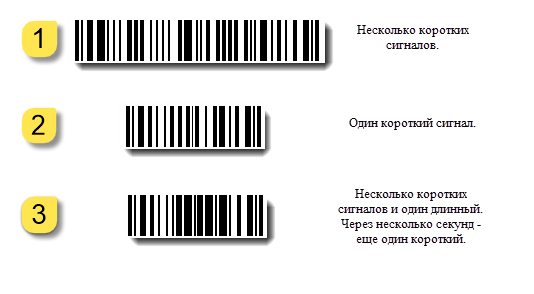 1
Несколько коротких
сигналов.
2
Один короткий сигнал.
3
Несколько коротких
сигналов и один длинный.
Через несколько секунд -
еще один короткий.